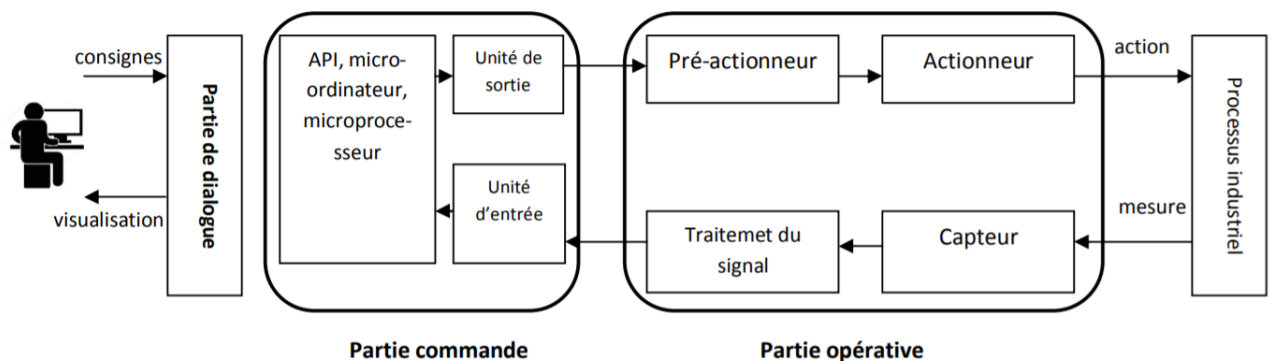 consignes
visualisation
Partie de dialogue
API, micro-
ordinateur,
microproce-
sseur
Unité de
sortie
Unité
d'entrée
Pré-actionneur
Actionneur
Traitemet du
signal
Capteur
action
mesure
Processus industriel
Partie commande
Partie opérative